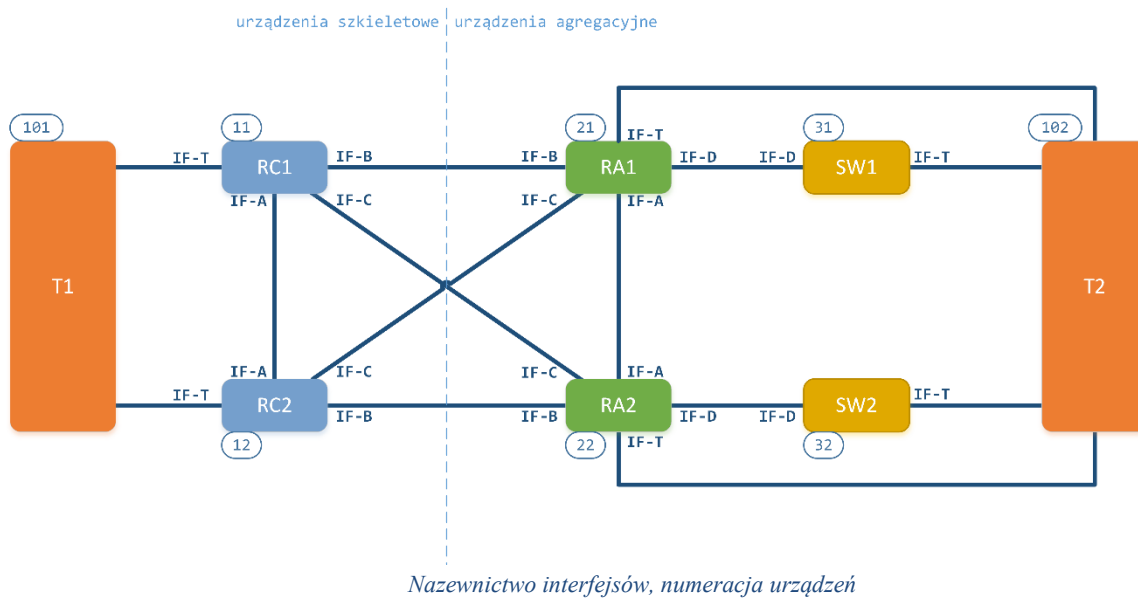 urządzenia szkieletowe urządzenia agregacyjne
101 11 21 31 102
IF-T
IF-T IF-B IF-B IF-D IF-D IF-T
RC1 RA1 SW1
IF-A IF-C IF-C IF-A
T1 T2
IF-A IF-C IF-C IF-A
IF-T RC2 RA2 SW2 IF-T
IF-B IF-B IF-D IF-D
12 22 IF-T 32
Nazewnictwo interfejsów, numeracja urządzeń